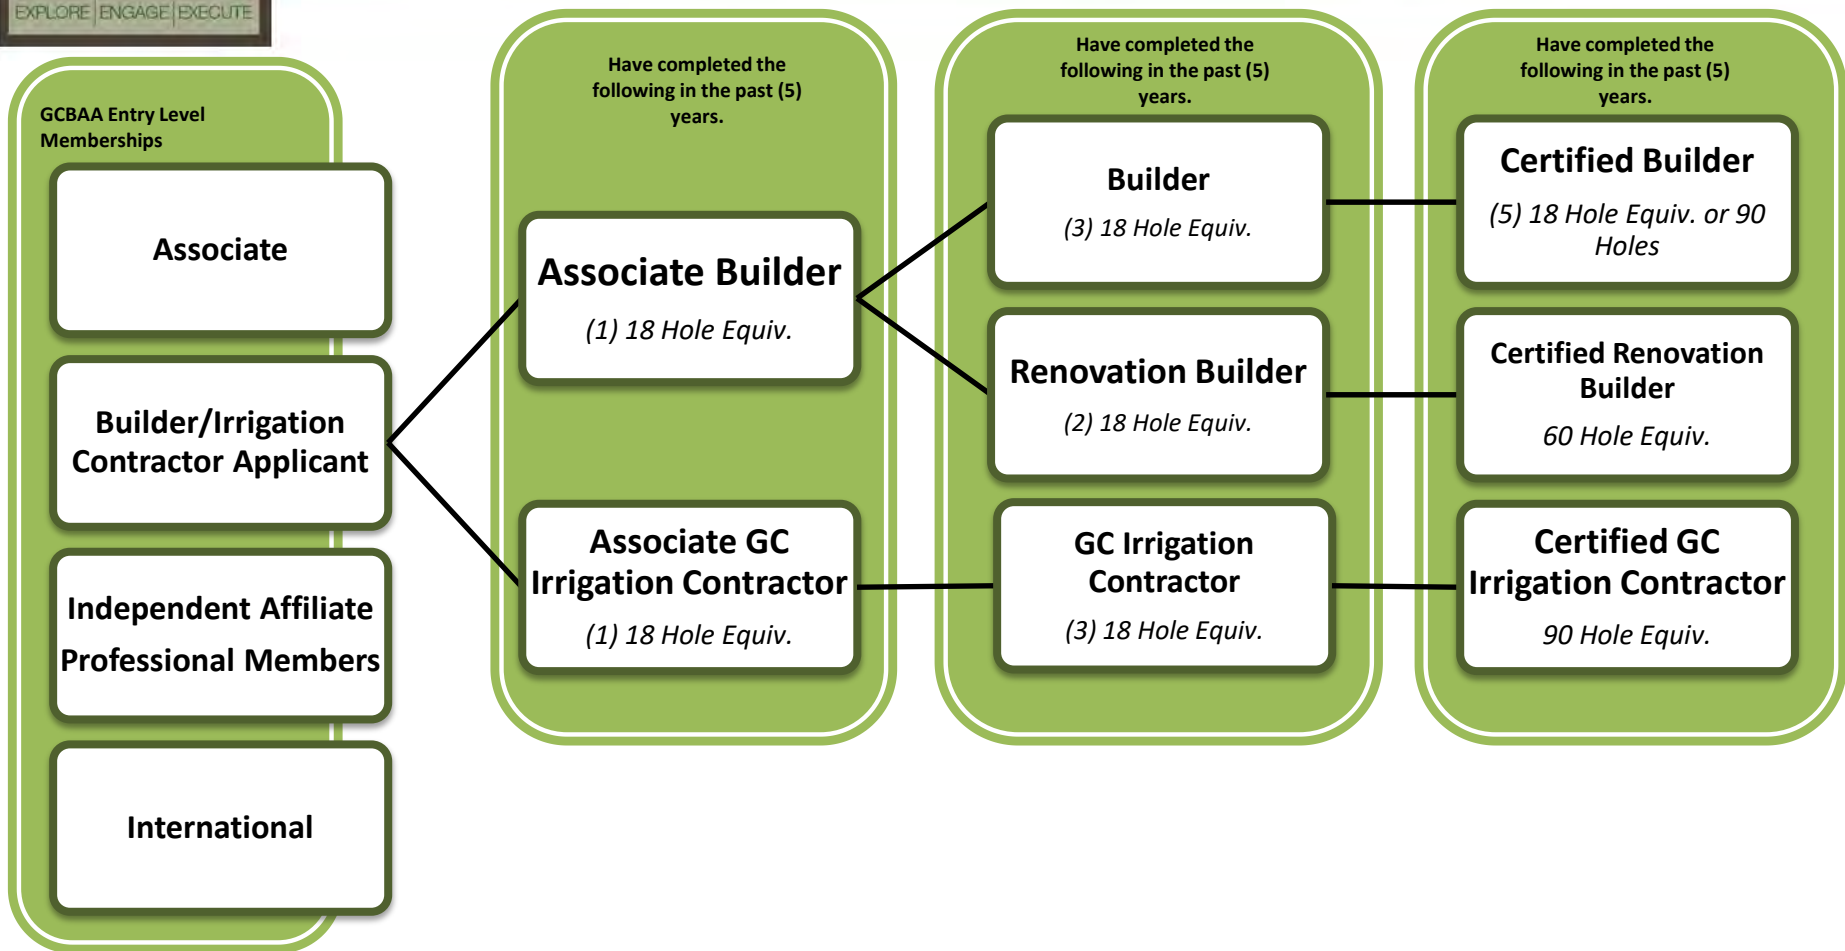 EXPLORE ENGAGE EXECUTE
GCBAA Entry Level
Memberships
Associate
Builder/Irrigation
Contractor Applicant
Independent Affiliate
Professional Members
International
Have completed the
following in the past (5)
years.
Associate Builder
(1) 18 Hole Equiv.
Associate GC
Irrigation Contractor
(1) 18 Hole Equiv.
Have completed the
following in the past (5)
years.
Builder
(3) 18 Hole Equiv.
Renovation Builder
(2) 18 Hole Equiv.
GC Irrigation
Contractor
(3) 18 Hole Equiv.
Have completed the
following in the past (5)
years.
Certified Builder
(5) 18 Hole Equiv. or 90
Holes
Certified Renovation
Builder
60 Hole Equiv.
Certified GC
Irrigation Contractor
90 Hole Equiv.